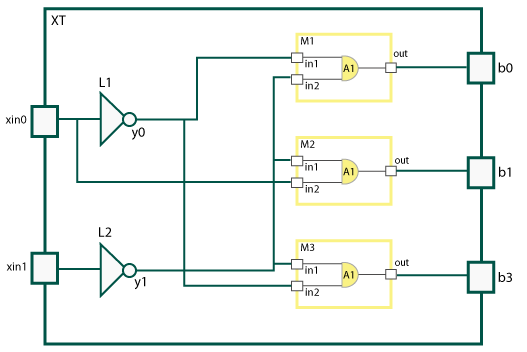 XT
M1
out
in1
A1
in2
b0
L1
xin0
y0
M2
out
in1
A1
in2
b1
L2
xin1
y1
M3
out
in1
A1
in2
b3